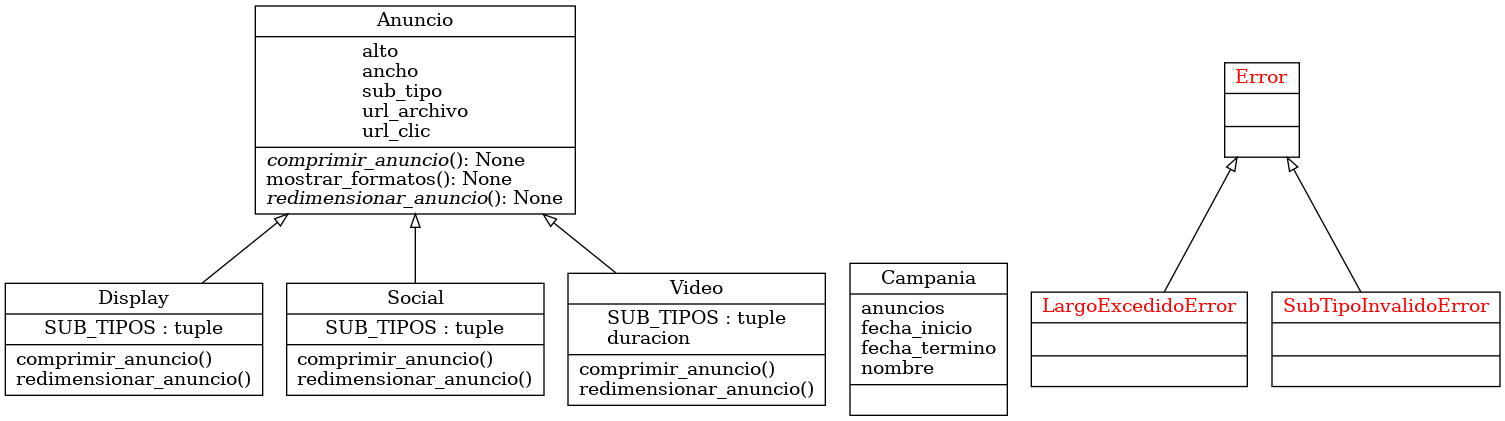 Anuncio
alto
ancho
sub_tipo
url_archivo
url_clic
comprimir_anuncio(): None
mostrar_formatos(): None
redimensionar_anuncio(): None
Error
Display
SUB_TIPOS : tuple
comprimir_anuncio()
redimensionar_anuncio()
Social
SUB_TIPOS : tuple
comprimir_anuncio()
redimensionar_anuncio()
Video
SUB_TIPOS : tuple
duracion
comprimir_anuncio()
redimensionar_anuncio()
Campania
anuncios
fecha_inicio
fecha_termino
nombre
LargoExcedidoError
SubTipoInvalidoError